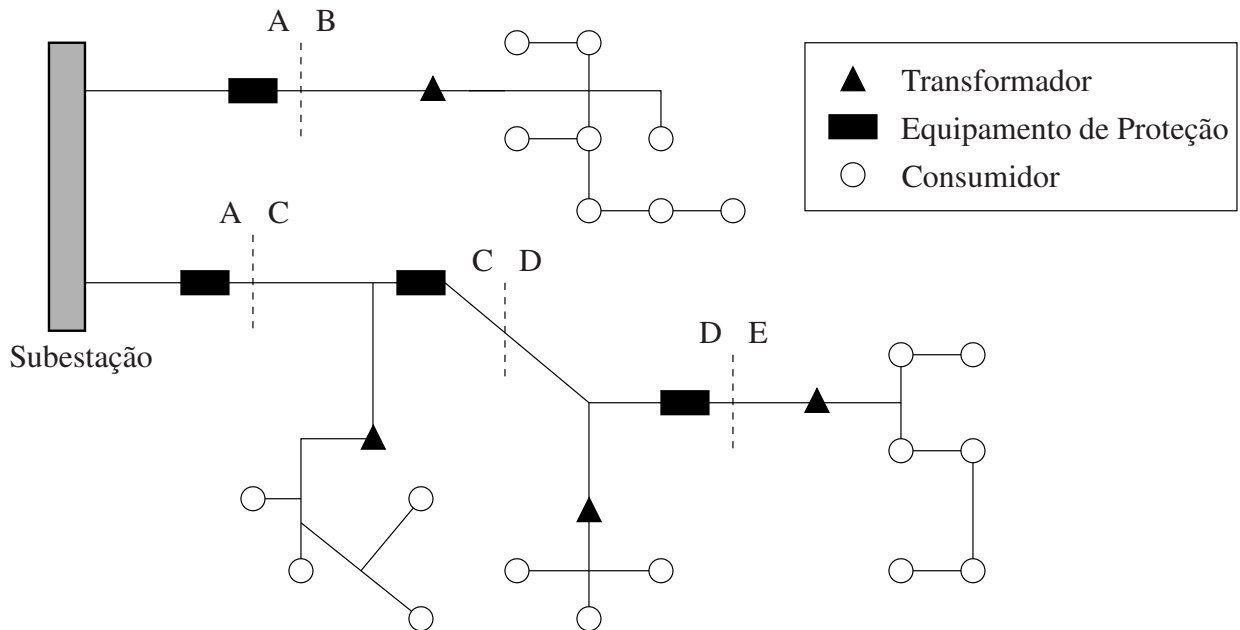 A B
Transformador
Equipamento de Proteção
Consumidor
A C
C D
Subestação
D E